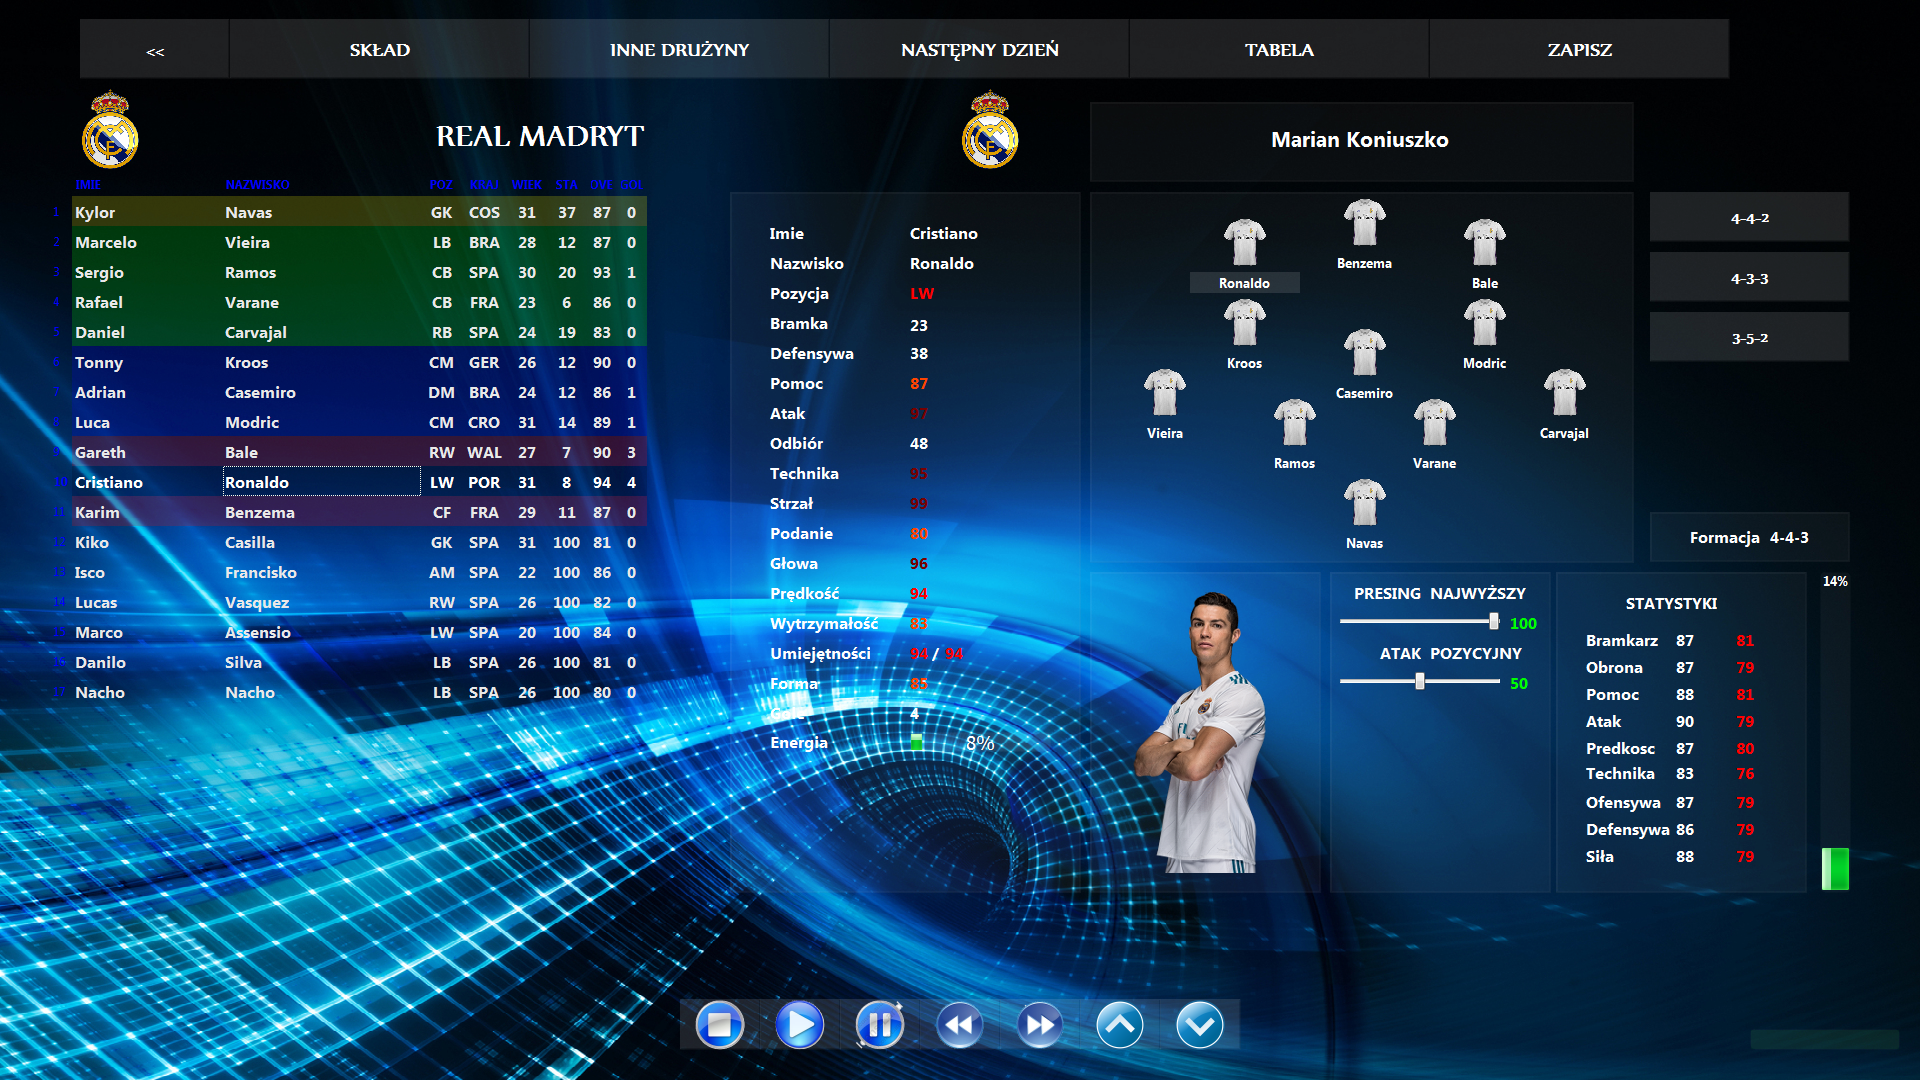 << SKŁAD INNE DRUŻYNY NASTĘPNY DZIEŃ TABELA ZAPISZ
REAL MADRYT
IMIE NAZWISKO POZ KRAJ WIEK STA OVE GOL
1 Kylor Navas GK COS 31 37 87 0
2 Marcelo Vieira LB BRA 28 12 87 0
3 Sergio Ramos CB SPA 30 20 93 1
4 Rafael Varane CB FRA 23 6 86 0
5 Daniel Carvajal RB SPA 24 19 83 0
6 Tonny Kroos CM GER 26 12 90 0
Adrian Casemiro DM BRA 24 12 86 1
Luca Modric CM CRO 31 14 89 1
9 Gareth Bale RW WAL 27 7 90 3
10 Cristiano Ronaldo LW POR 31 8 94 4
11 Karim Benzema CF FRA 29 11 87 0
12 Kiko Casilla GK SPA 31 100 81 0
13 Isco Francisko AM SPA 22 100 86 0
14 Lucas Vasquez RW SPA 26 100 82 0
15 Marco Assensio LW SPA 20 100 84 0
16 Danilo Silva LB SPA 26 100 81 0
17 Nacho Nacho LB SPA 26 100 80 0
Imie Cristiano
Nazwisko Ronaldo
Pozycja LW
Bramka 23
Defensywa 38
Pomoc 87
Atak 97
Odbiór 48
Technika 95
Strzał 99
Podanie 80
Głowa 96
Prędkość 94
Wytrzymałość 83
Umiejętności 94 / 94
Forma 85
Gole 4
Energia 8%
Marian Koniuszko
Benzema
Ronaldo Bale
Kroos Modric
Casemiro
Vieira Carvajal
Ramos Varane
Navas
4-4-2
4-3-3
3-5-2
Formacja 4-4-3
PRESING NAJWYŻSZY
100
ATAK POZYCYJNY
50
STATYSTYKI
Bramkarz 87 81
Obrona 87 79
Pomoc 88 81
Atak 90 79
Predkosc 87 80
Technika 83 76
Ofensywa 87 79
Defensywa 86 79
Siła 88 79
14%